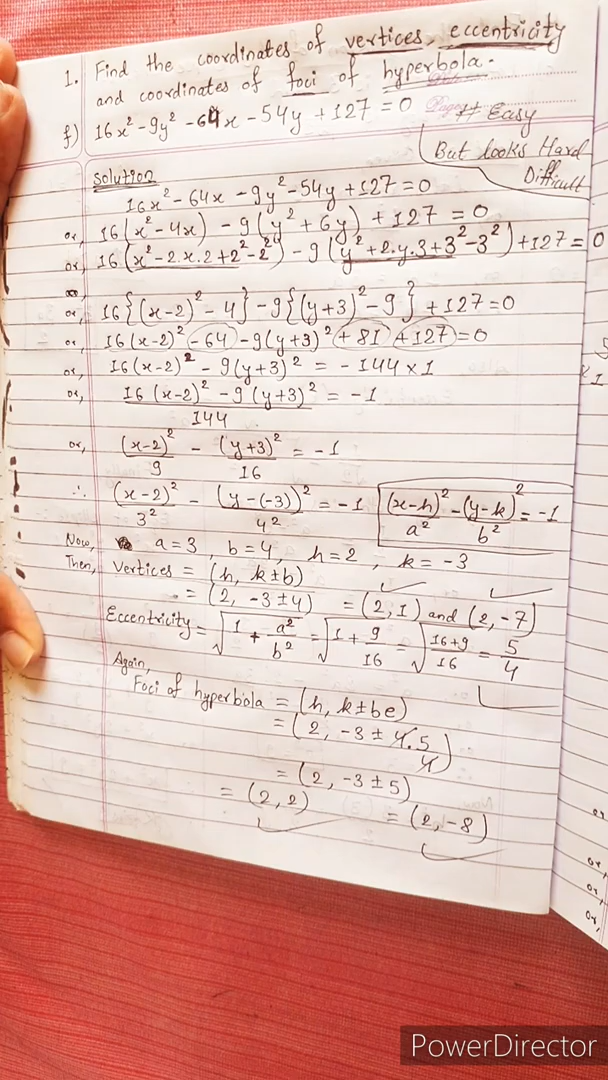 1. Find the coordinates of vertices, eccentricity
and coordinates of foci of hyperbola.
f) 16x² - 9y² - 64x - 54y + 127 = 0 # Easy
But looks Hard
Difficult
Solution
16x² - 64x - 9y² - 54y + 127 = 0
or, 16(x² - 4x) - 9(y² + 6y) + 127 = 0
or, 16(x² - 2.x.2 + 2² - 2²) - 9(y² + 2.y.3 + 3² - 3²) + 127 = 0
or, 16{(x-2)² - 4} - 9{(y+3)² - 9} + 127 = 0
or, 16(x-2)² - 64 - 9(y+3)² + 81 + 127 = 0
or, 16(x-2)² - 9(y+3)² = -144 × 1
or, 16(x-2)² - 9(y+3)² = -1
144
or, (x-2)² - (y+3)² = -1
9 16
∴ (x-2)² - (y-(-3))² = -1 (x-h)² - (y-k)² = -1
3² 4² a² b²
Now, a = 3, b = 4, h = 2, k = -3
Then, Vertices = (h, k±b)
= (2, -3±4) = (2, 1) and (2, -7)
Eccentricity = √1 + a²/b² = √1 + 9/16 = √16+9/16 = 5/4
Again,
Foci of hyperbola = (h, k±be)
= (2, -3 ± 4.5/4)
= (2, -3±5)
= (2, 2) = (2, -8)
or,
or,
or,
or,
PowerDirector